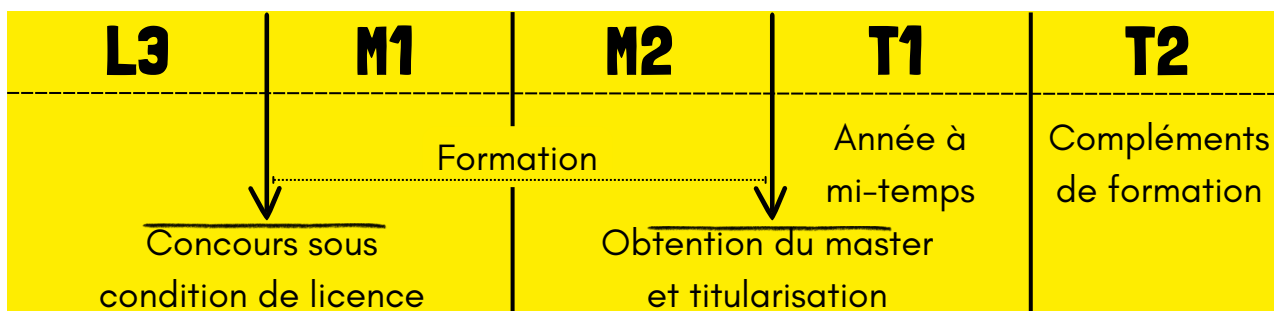 L3 M1 M2 T1 T2
Formation
Année à
mi-temps
Compléments
de formation
Concours sous
condition de licence
Obtention du master
et titularisation